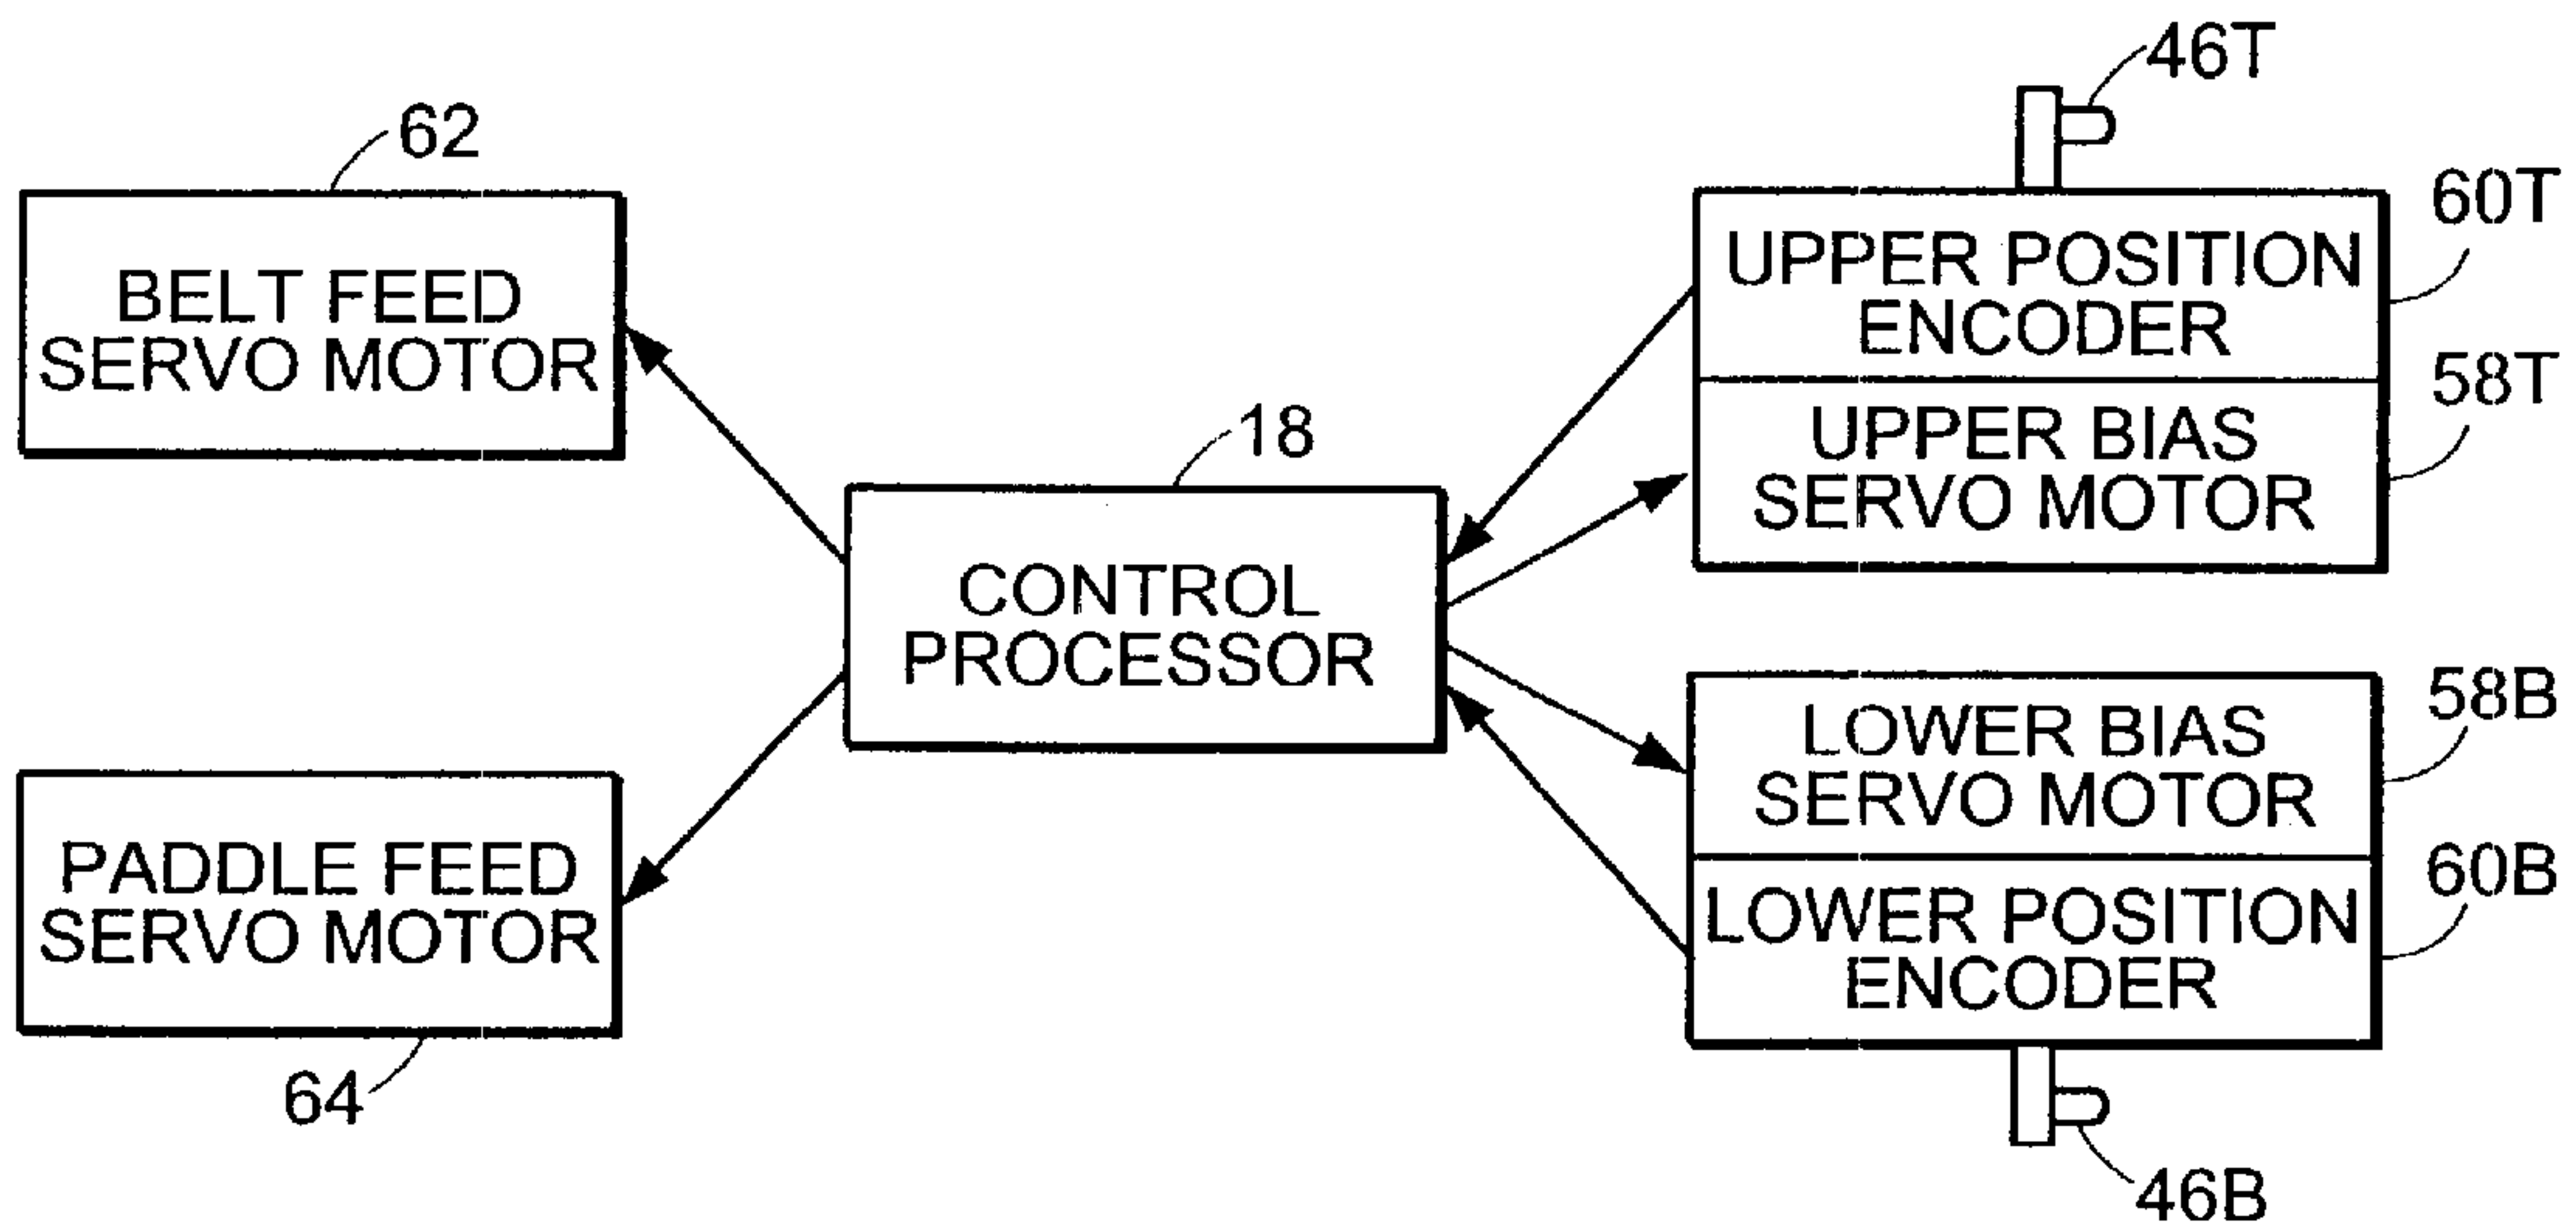 46T
62
60T
UPPER POSITION
ENCODER
BELT FEED
SERVO MOTOR
58T
18
UPPER BIAS
SERVO MOTOR
CONTROL
PROCESSOR
58B
LOWER BIAS
SERVO MOTOR
PADDLE FEED
SERVO MOTOR
60B
LOWER POSITION
ENCODER
64
46B